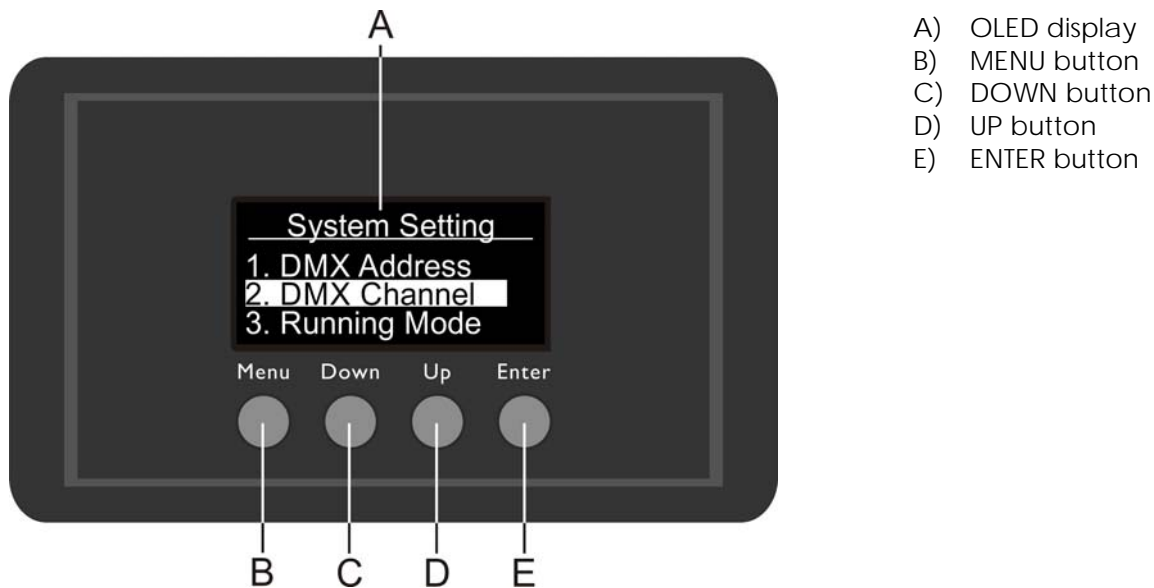 A
System Setting
1. DMX Address
2. DMX Channel
3. Running Mode
Menu Down Up Enter
B C D E
A) OLED display
B) MENU button
C) DOWN button
D) UP button
E) ENTER button